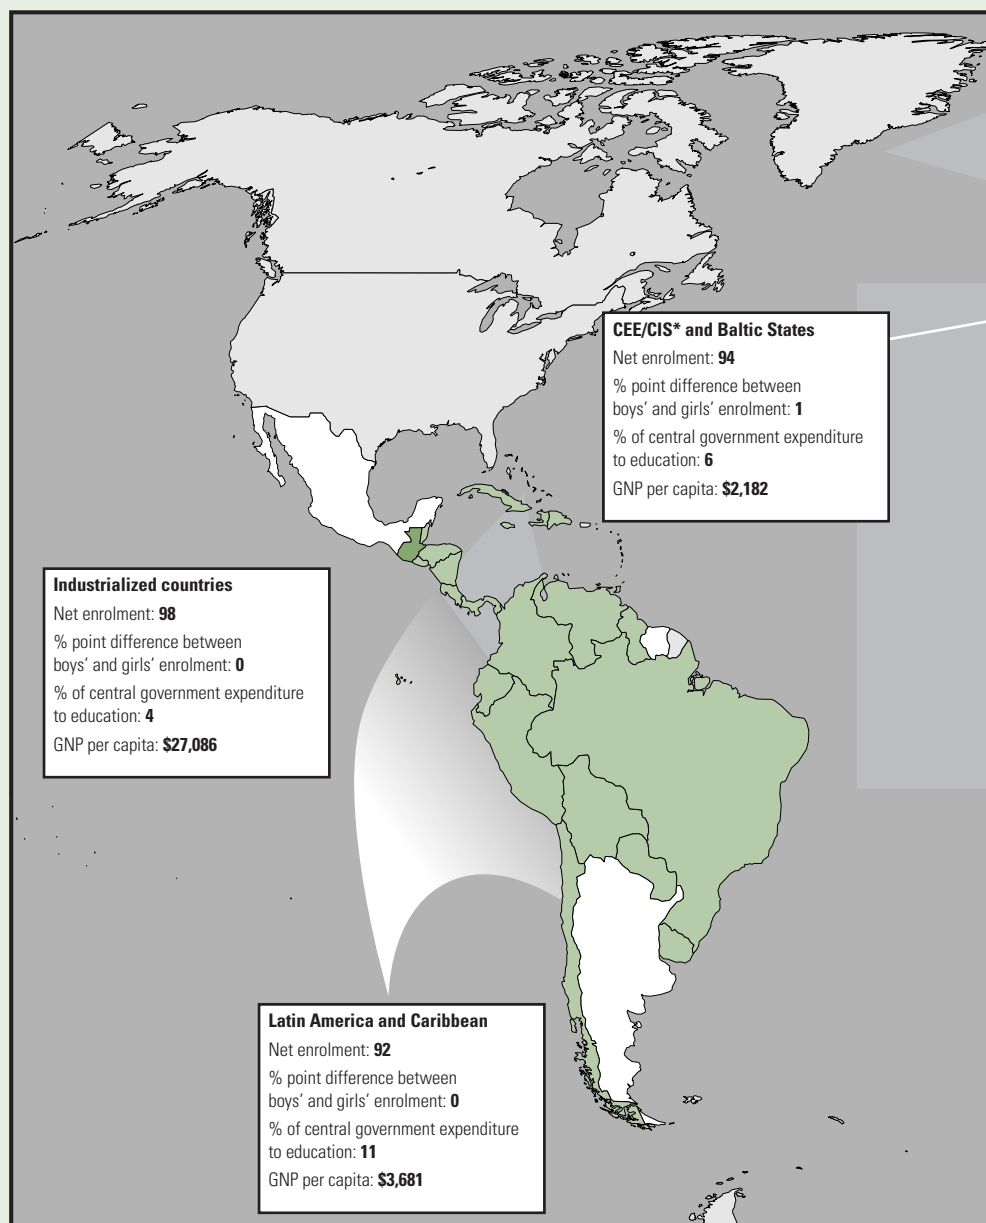 CEE/CIS* and Baltic States
Net enrolment: 94
% point difference between
boys’ and girls’ enrolment: 1
% of central government expenditure
to education: 6
GNP per capita: $2,182
Industrialized countries
Net enrolment: 98
% point difference between
boys’ and girls’ enrolment: 0
% of central government expenditure
to education: 4
GNP per capita: $27,086
Latin America and Caribbean
Net enrolment: 92
% point difference between
boys’ and girls’ enrolment: 0
% of central government expenditure
to education: 11
GNP per capita: $3,681